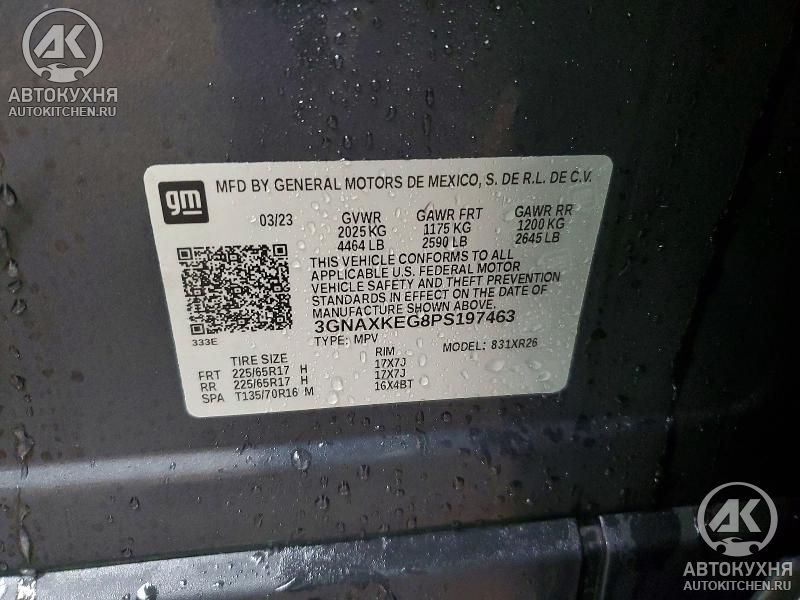 AK
АВТОКУХНЯ
AUTOKITCHEN.RU
gm
MFD BY GENERAL MOTORS DE MEXICO, S. DE R.L. DE C.V.
03/23 GVWR GAWR FRT GAWR RR
2025 KG 1175 KG 1200 KG
4464 LB 2590 LB 2645 LB
THIS VEHICLE CONFORMS TO ALL
APPLICABLE U.S. FEDERAL MOTOR
VEHICLE SAFETY AND THEFT PREVENTION
STANDARDS IN EFFECT ON THE DATE OF
MANUFACTURE SHOWN ABOVE.
3GNAXKEG8PS197463
333E
TYPE: MPV MODEL: 831XR26
TIRE SIZE RIM
FRT 225/65R17 H 17X7J
RR 225/65R17 H 17X7J
SPA T135/70R16 M 16X4BT
AK
АВТОКУХНЯ
AUTOKITCHEN.RU